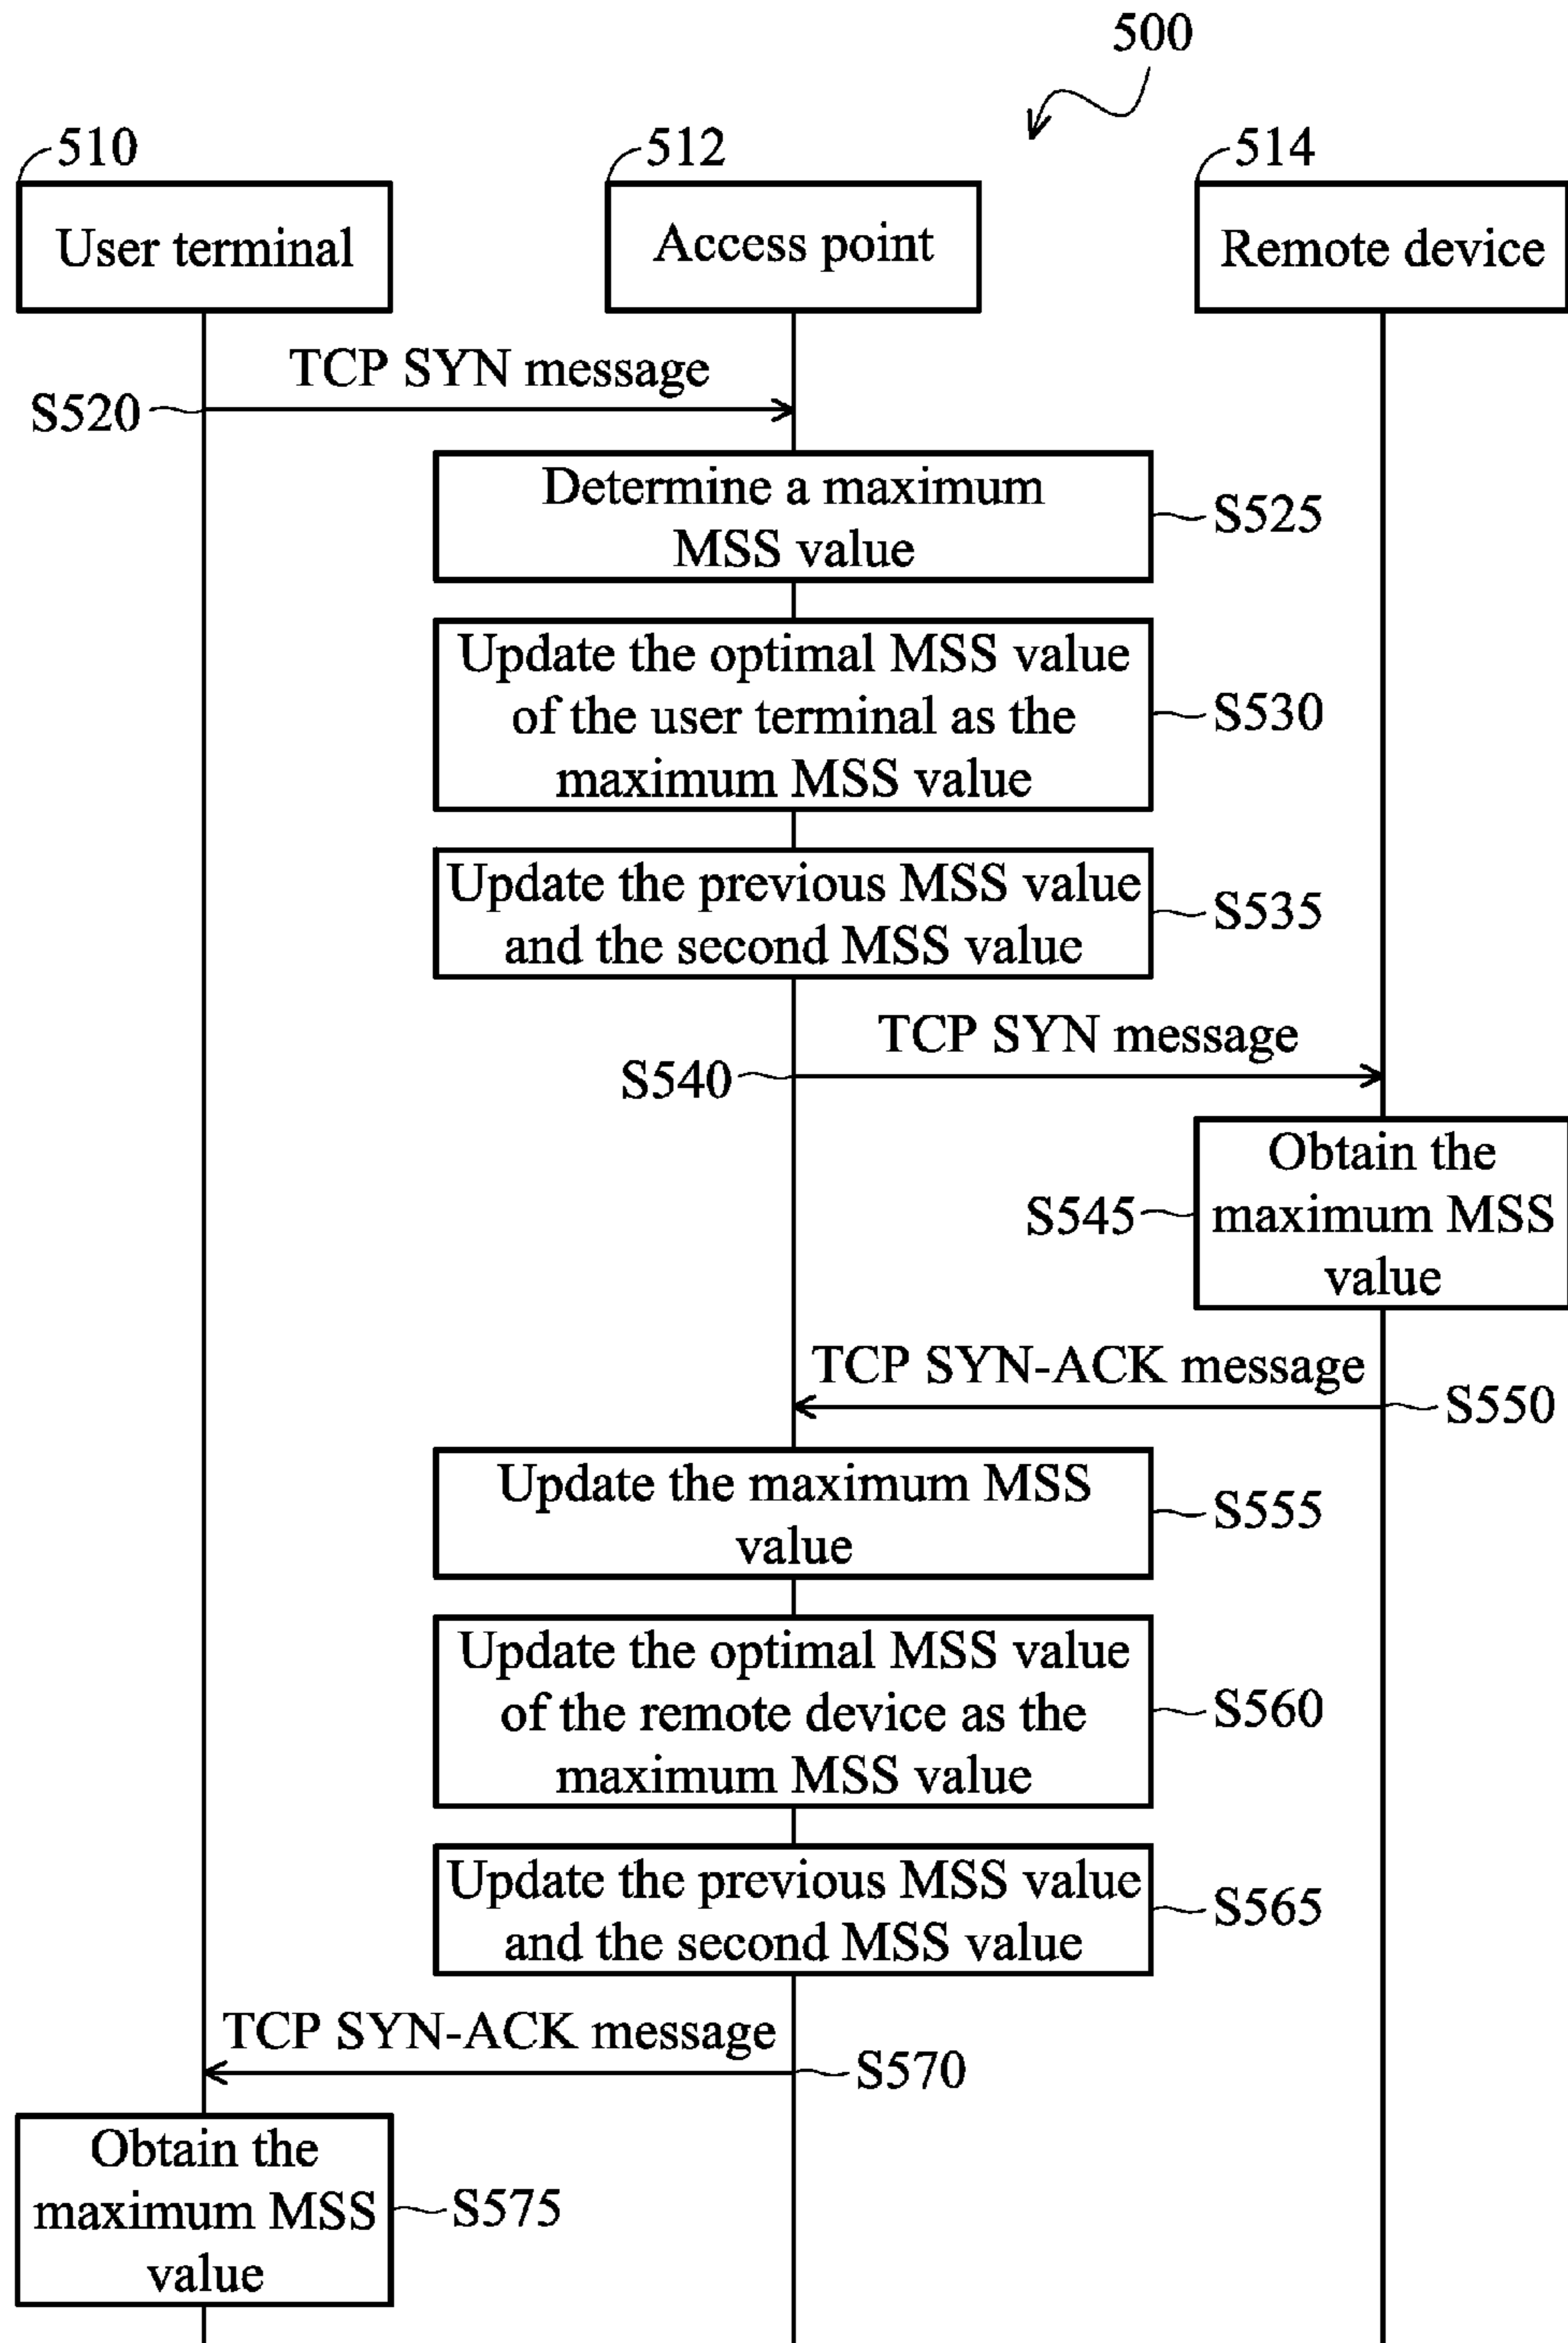 500
510
512
514
User terminal
Access point
Remote device
TCP SYN message
S520
Determine a maximum
MSS value
S525
Update the optimal MSS value
of the user terminal as the
maximum MSS value
S530
Update the previous MSS value
and the second MSS value
S535
TCP SYN message
S540
Obtain the
maximum MSS
value
S545
TCP SYN-ACK message
S550
Update the maximum MSS
value
S555
Update the optimal MSS value
of the remote device as the
maximum MSS value
S560
Update the previous MSS value
and the second MSS value
S565
TCP SYN-ACK message
S570
Obtain the
maximum MSS
value
S575